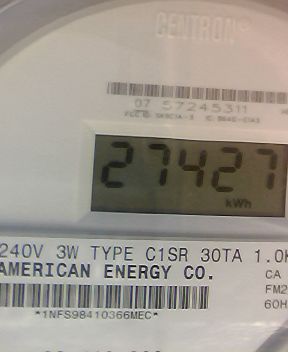 CENTRON®
07 57245311
27427
kWh
240V 3W TYPE C1SR 30TA 1.0
AMERICAN ENERGY CO.
CA
FM2
60H
*1NFS98410366MEC*